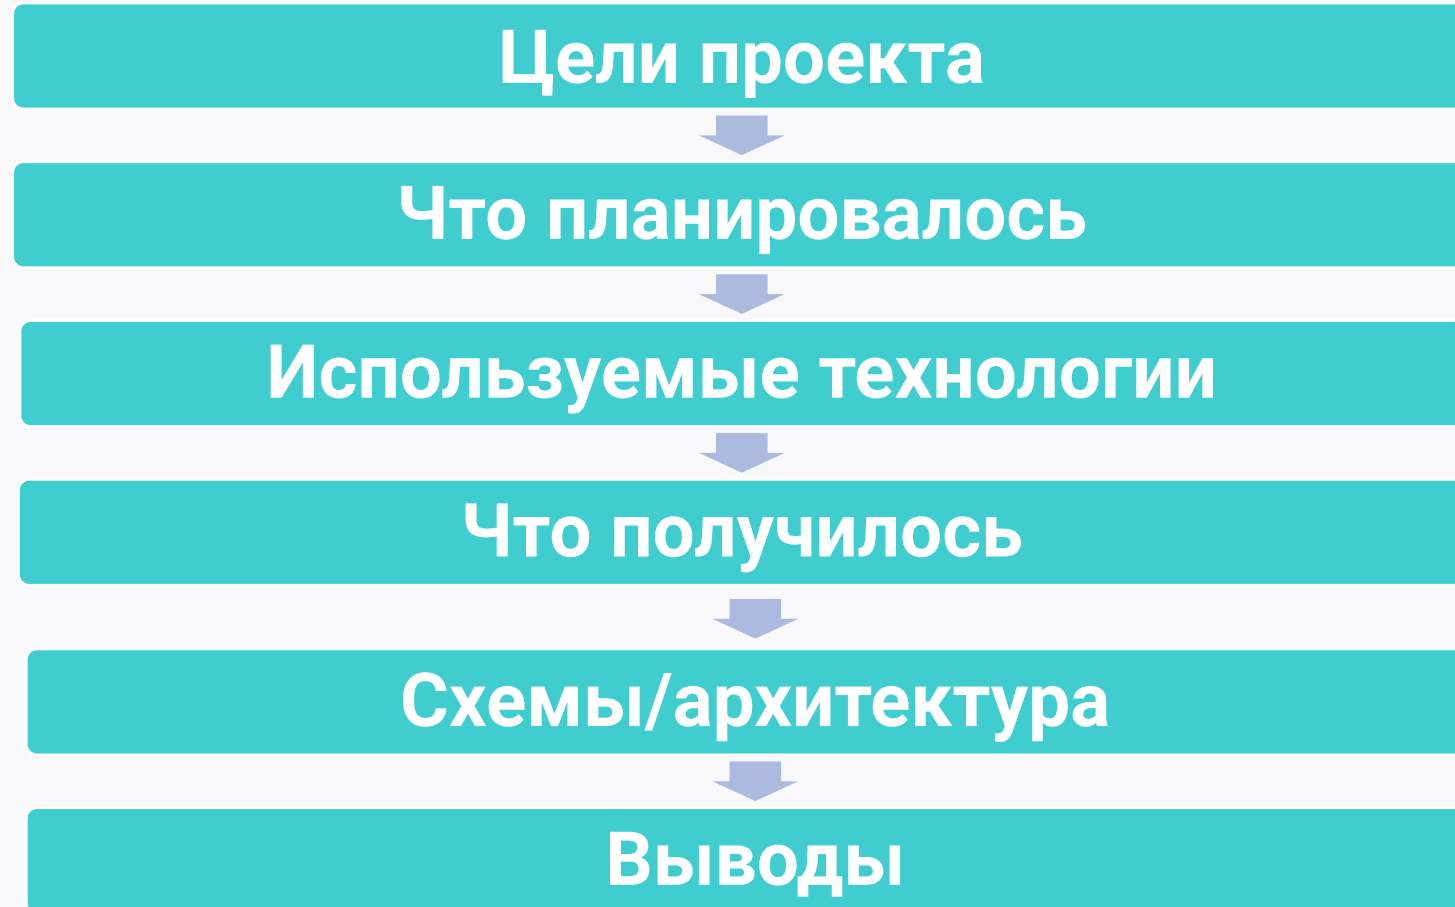 Цели проекта
Что планировалось
Используемые технологии
Что получилось
Схемы/архитектура
Выводы